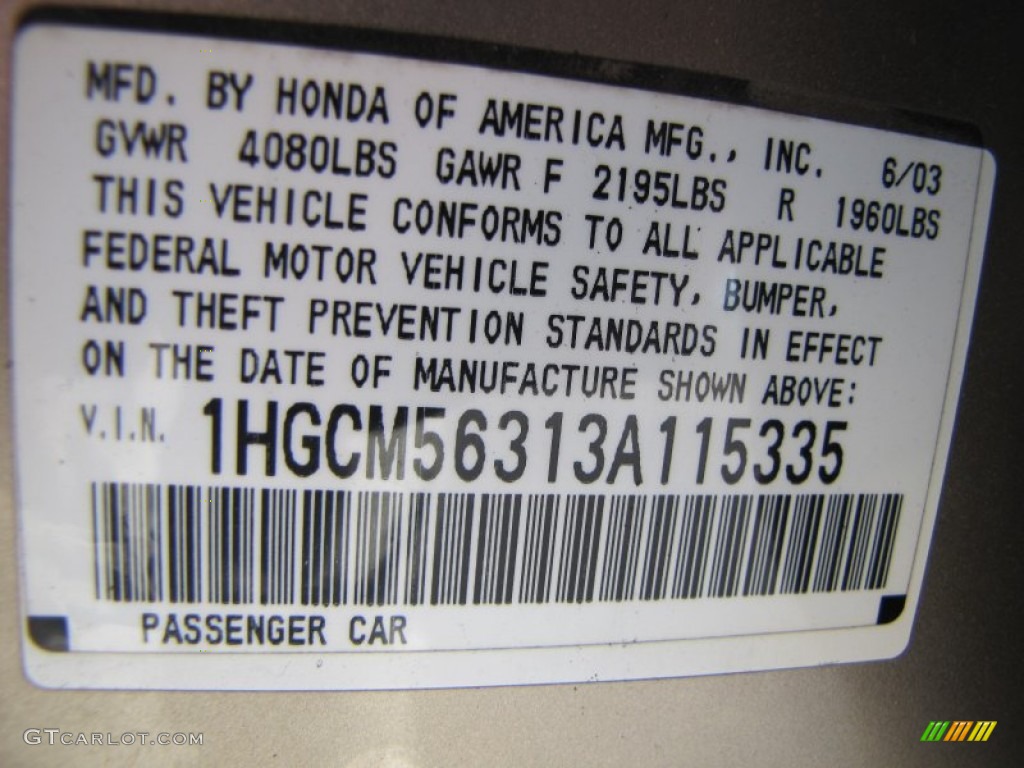 MFD. BY HONDA OF AMERICA MFG., INC. 6/03
GVWR 4080LBS GAWR F 2195LBS R 1960LBS
THIS VEHICLE CONFORMS TO ALL APPLICABLE
FEDERAL MOTOR VEHICLE SAFETY, BUMPER,
AND THEFT PREVENTION STANDARDS IN EFFECT
ON THE DATE OF MANUFACTURE SHOWN ABOVE:
V.I.N. 1HGCM56313A115335
PASSENGER CAR
GTCARLOT.COM